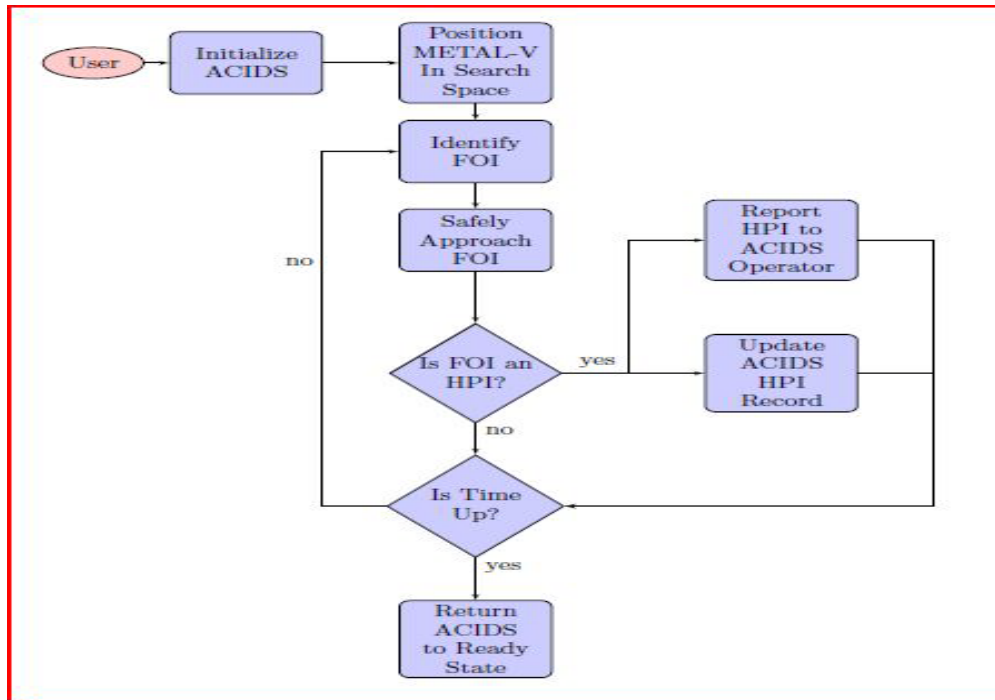 User
Initialize
ACIDS
Position
METAL-V
In Search
Space
Identify
FOI
Safely
Approach
FOI
Report
HPI to
ACIDS
Operator
no
Is FOI an
HPI?
yes
Update
ACIDS
HPI
Record
no
Is Time
Up?
yes
Return
ACIDS
to Ready
State